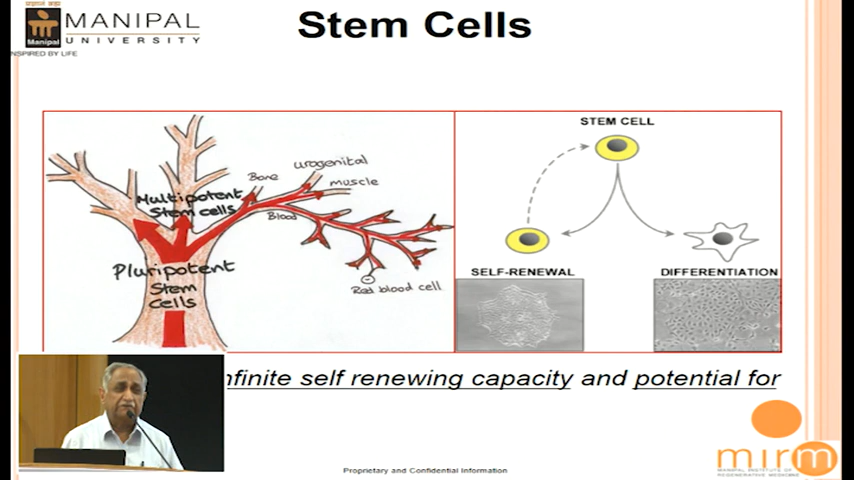 MANIPAL
UNIVERSITY
Manipal
INSPIRED BY LIFE
Stem Cells
Bone
urogenital
muscle
Multipotent
Stem cells
Blood
Pluripotent
Stem
Cells
Red blood cell
STEM CELL
SELF-RENEWAL
DIFFERENTIATION
nfinite self renewing capacity and potential for
mirm
MANIPAL INSTITUTE OF
REGENERATIVE MEDICINE
Proprietary and Confidential Information